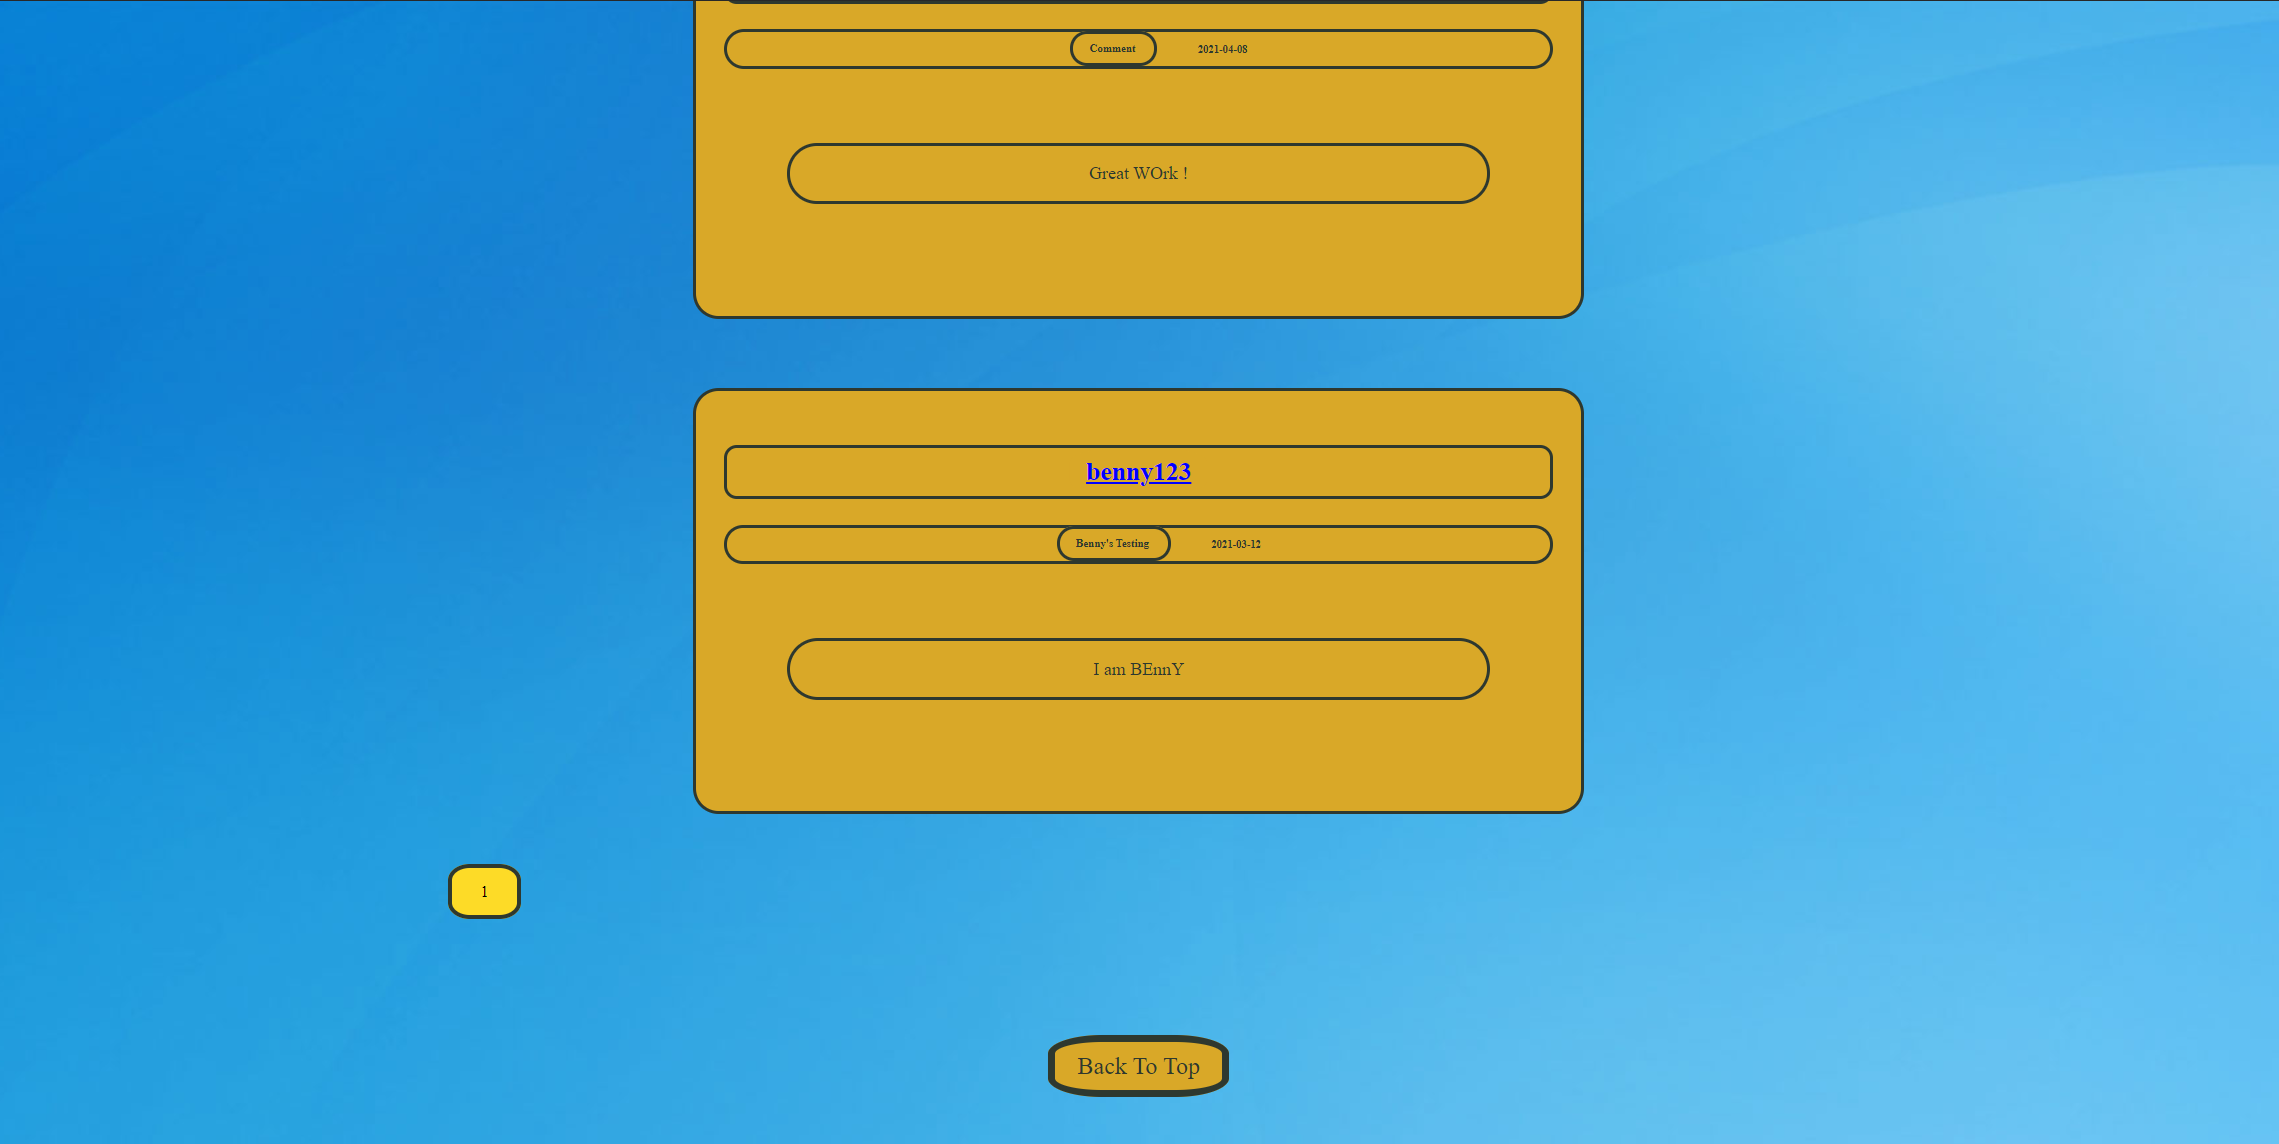 Comment 2021-04-08
Great WOrk !
benny123
Benny's Testing 2021-03-12
I am BEnnY
1
Back To Top